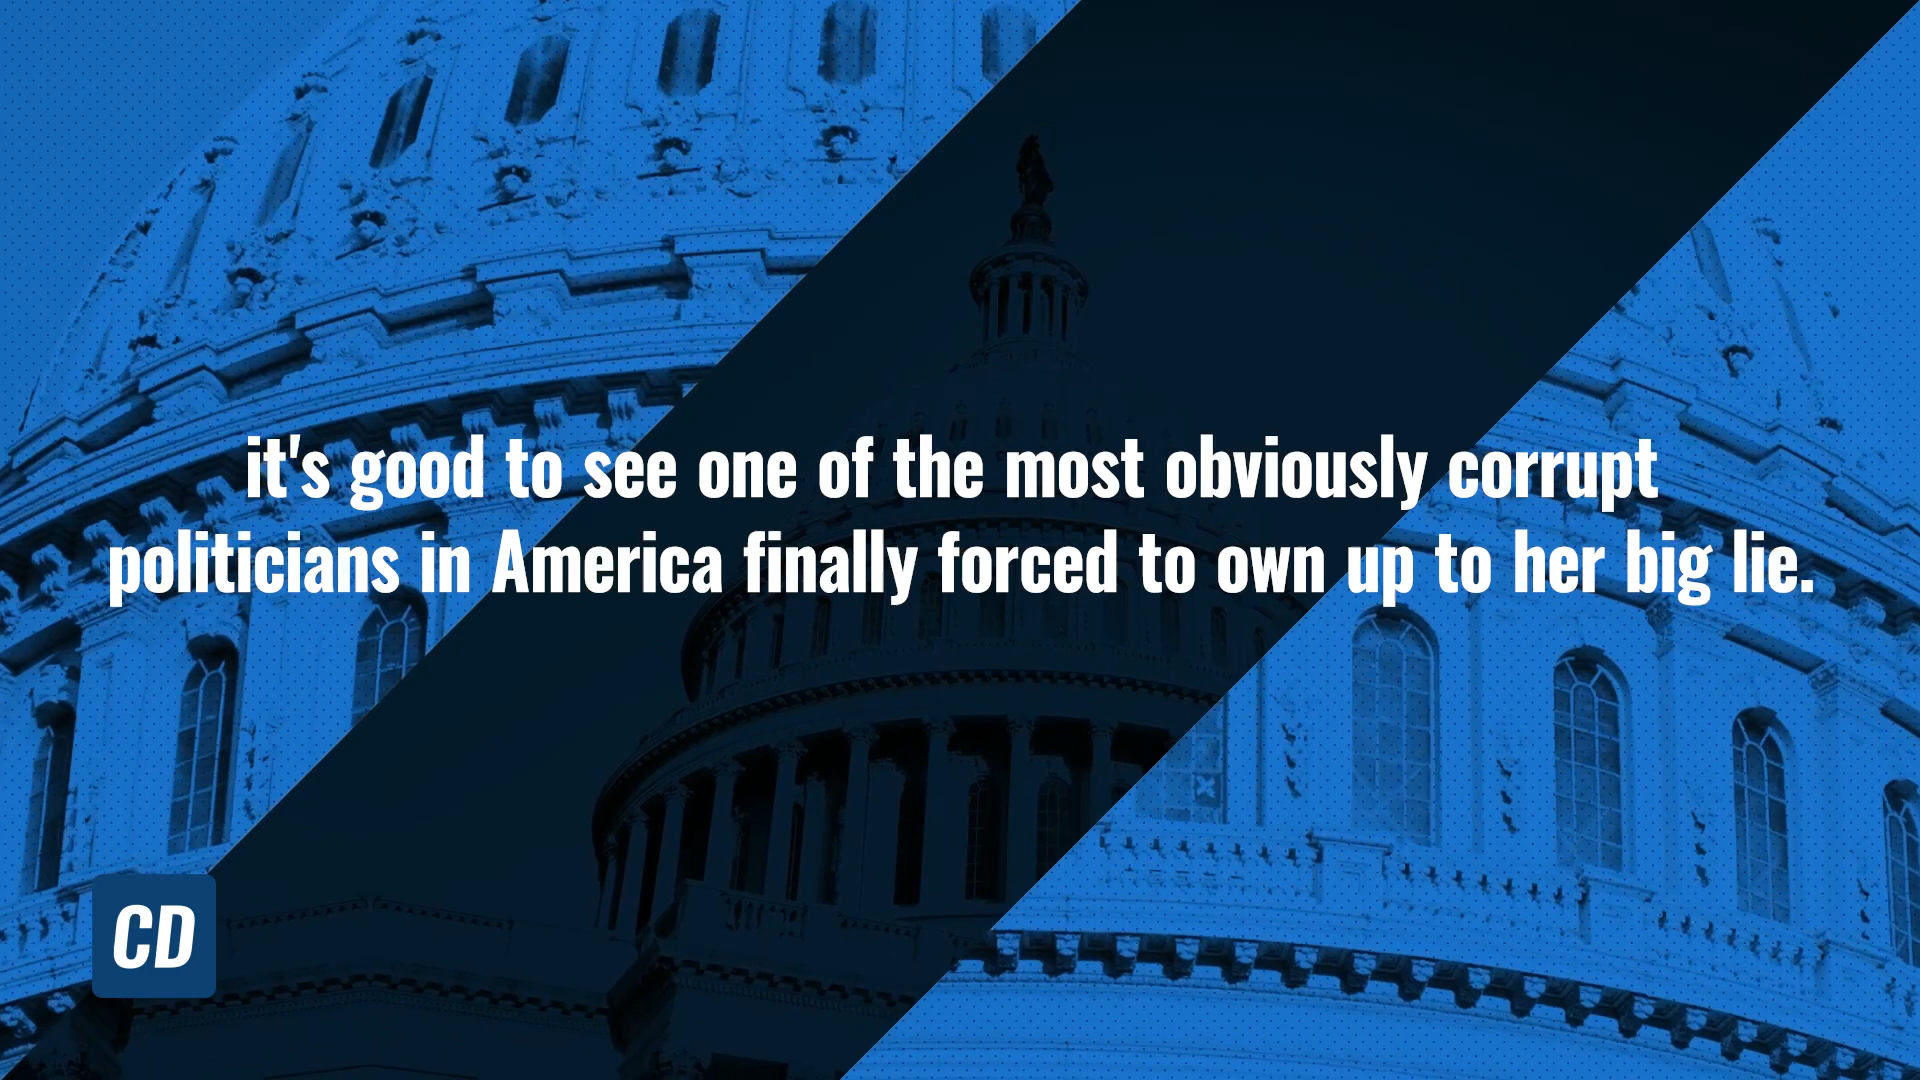 it's good to see one of the most obviously corrupt
politicians in America finally forced to own up to her big lie.
CD